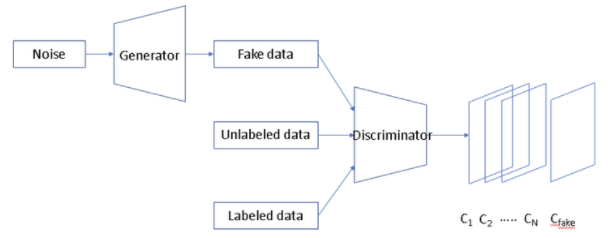 Noise
Generator
Fake data
Unlabeled data
Discriminator
Labeled data
C1 C2 ..... CN Cfake